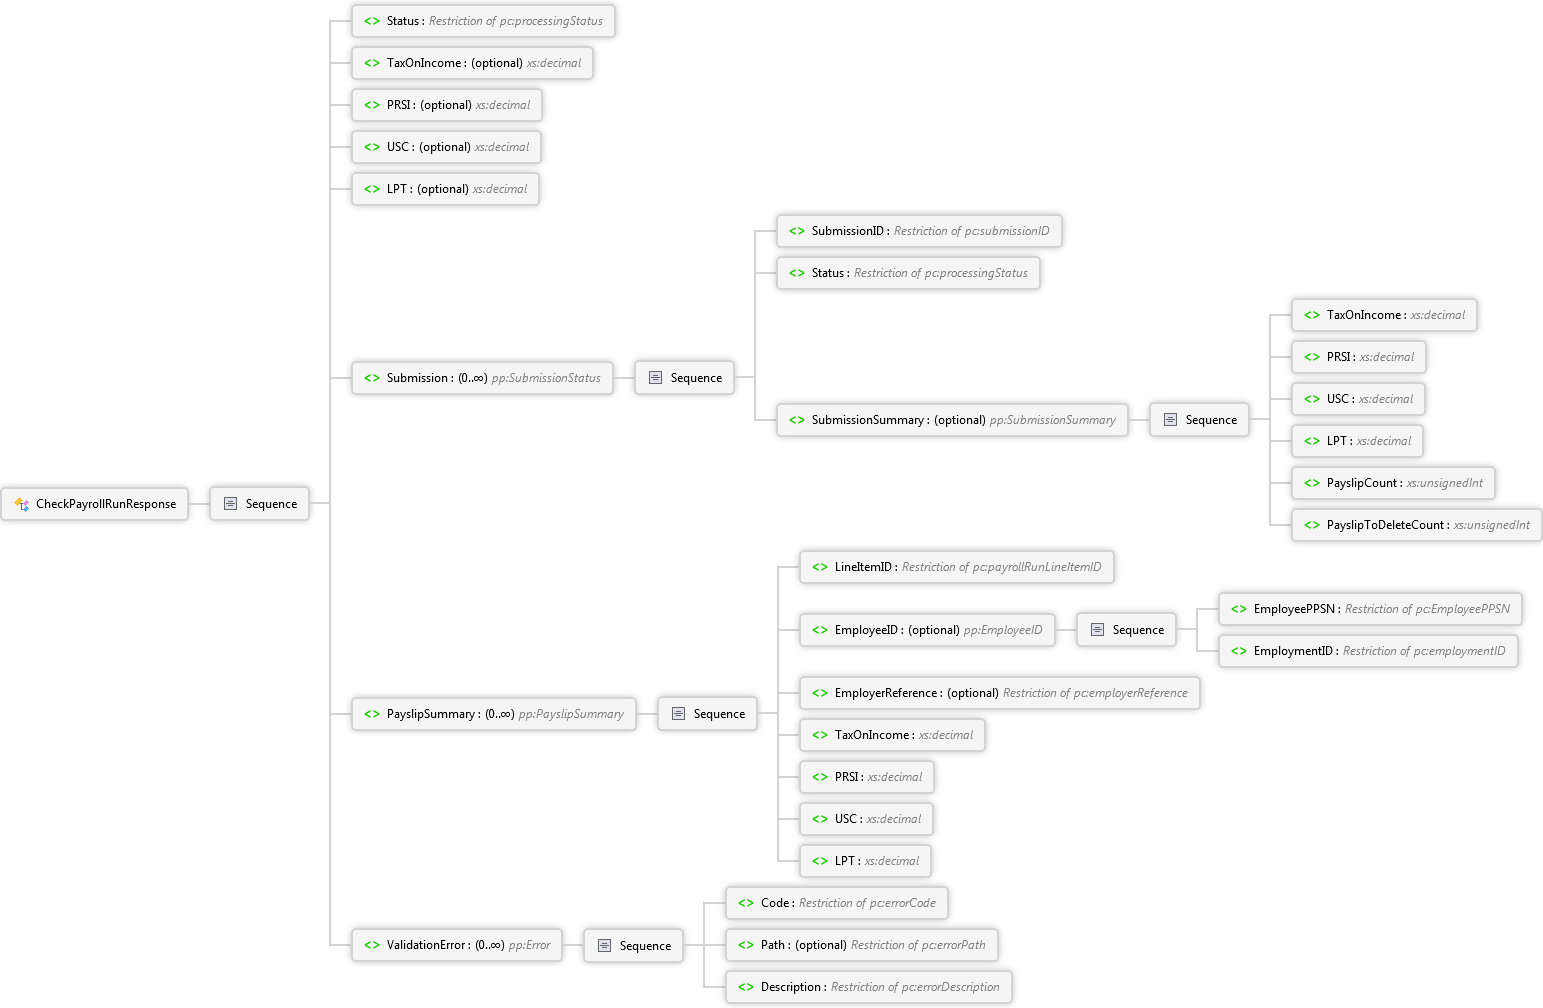 Status : Restriction of pc:processingStatus
TaxOnIncome : (optional) xs:decimal
PRSI : (optional) xs:decimal
USC : (optional) xs:decimal
LPT : (optional) xs:decimal
SubmissionID : Restriction of pc:submissionID
Status : Restriction of pc:processingStatus
TaxOnIncome : xs:decimal
PRSI : xs:decimal
Submission : (0..∞) pp:SubmissionStatus
Sequence
USC : xs:decimal
SubmissionSummary : (optional) pp:SubmissionSummary
Sequence
LPT : xs:decimal
PayslipCount : xs:unsignedInt
CheckPayrollRunResponse
Sequence
PayslipToDeleteCount : xs:unsignedInt
LineItemID : Restriction of pc:payrollRunLineItemID
EmployeePPSN : Restriction of pc:EmployeePPSN
EmployeeID : (optional) pp:EmployeeID
Sequence
EmploymentID : Restriction of pc:employmentID
EmployerReference : (optional) Restriction of pc:employerReference
PayslipSummary : (0..∞) pp:PayslipSummary
Sequence
TaxOnIncome : xs:decimal
PRSI : xs:decimal
USC : xs:decimal
LPT : xs:decimal
Code : Restriction of pc:errorCode
ValidationError : (0..∞) pp:Error
Sequence
Path : (optional) Restriction of pc:errorPath
Description : Restriction of pc:errorDescription